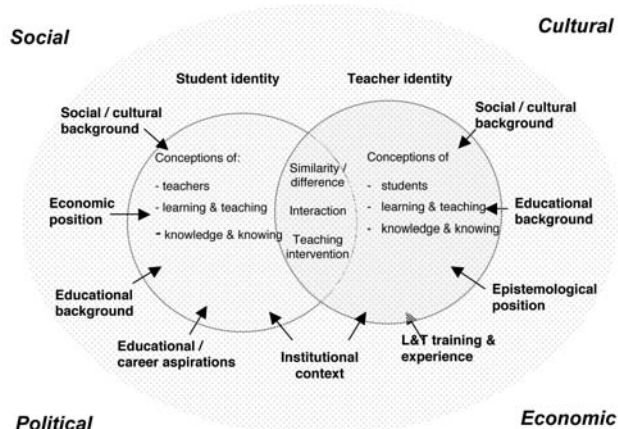 Social
Cultural
Student identity
Teacher identity
Social / cultural
background
Social / cultural
background
Conceptions of:
- teachers
- learning & teaching
- knowledge & knowing
Similarity /
difference
Interaction
Teaching
intervention
Conceptions of
- students
- learning & teaching
- knowledge & knowing
Economic
position
Educational
background
Educational
background
Epistemological
position
Educational /
career aspirations
Institutional
context
L&T training &
experience
Political
Economic